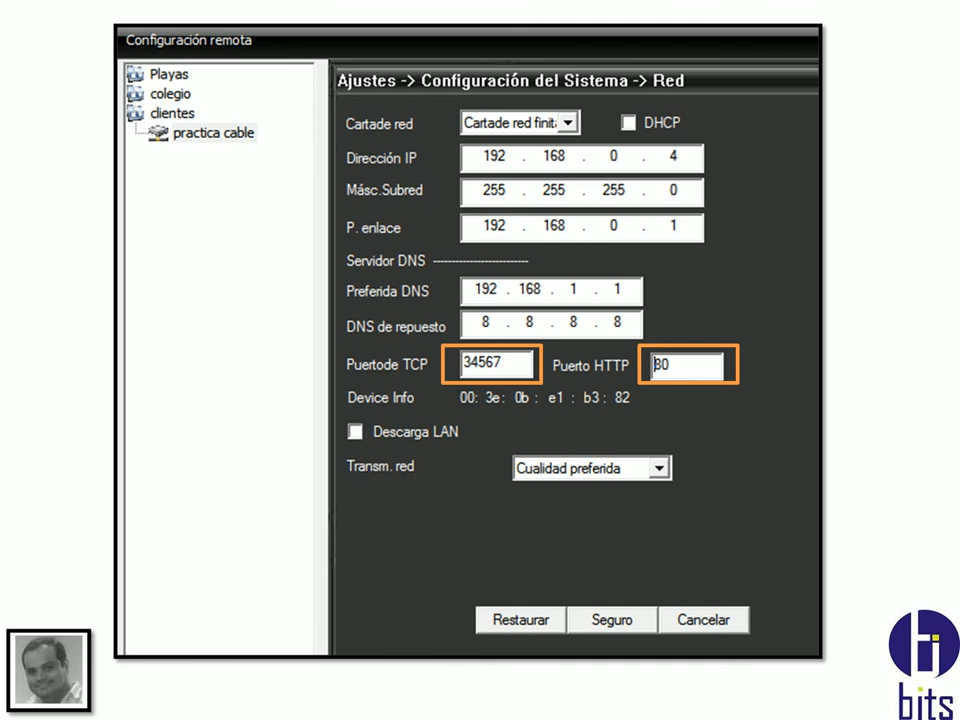 Configuración remota
Playas
colegio
clientes
practica cable
Ajustes -> Configuración del Sistema -> Red
Cartade red Cartade red finit DHCP
Dirección IP 192 . 168 . 0 . 4
Másc.Subred 255 . 255 . 255 . 0
P. enlace 192 . 168 . 0 . 1
Servidor DNS -------------------------
Preferida DNS 192 . 168 . 1 . 1
DNS de repuesto 8 . 8 . 8 . 8
Puertode TCP 34567 Puerto HTTP 80
Device Info 00: 3e: 0b: e1: b3: 82
Descarga LAN
Transm. red Cualidad preferida
Restaurar Seguro Cancelar
bits